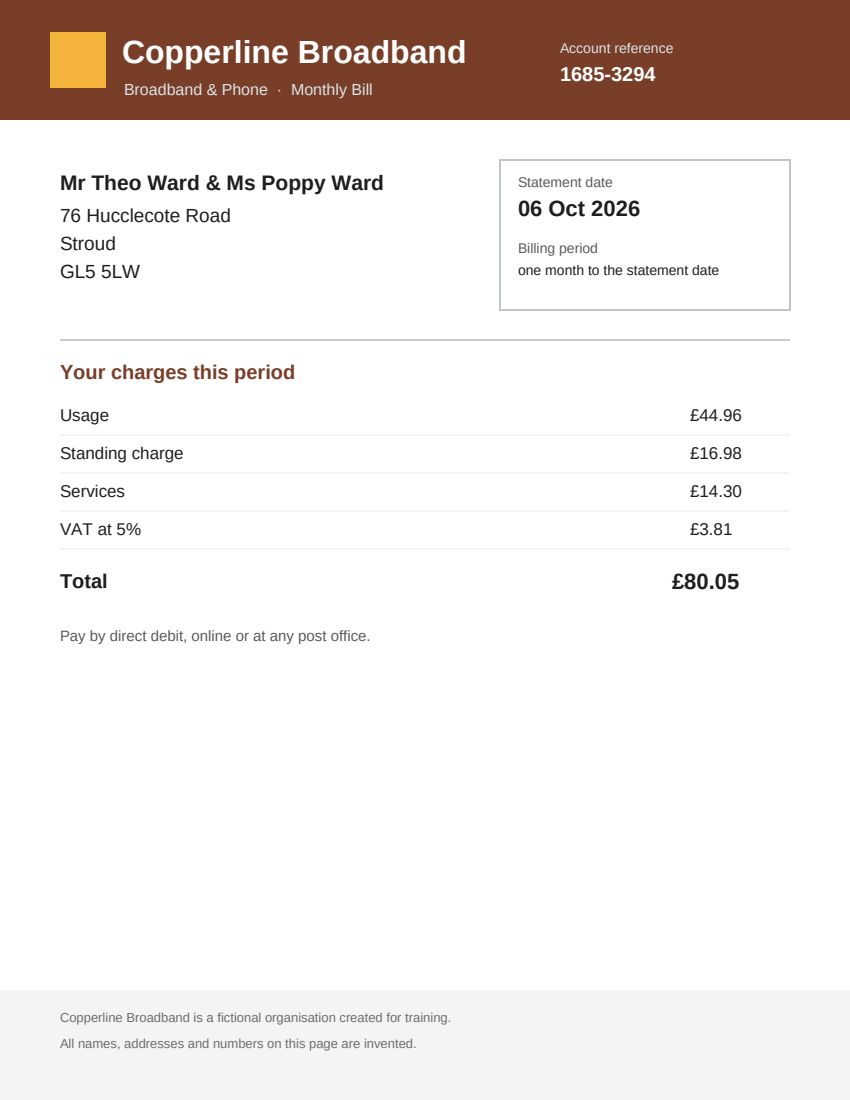 Copperline Broadband
Broadband & Phone · Monthly Bill
Account reference
1685-3294
Mr Theo Ward & Ms Poppy Ward
76 Hucclecote Road
Stroud
GL5 5LW
Statement date
06 Oct 2026
Billing period
one month to the statement date
Your charges this period
Usage £44.96
Standing charge £16.98
Services £14.30
VAT at 5% £3.81
Total £80.05
Pay by direct debit, online or at any post office.
Copperline Broadband is a fictional organisation created for training.
All names, addresses and numbers on this page are invented.